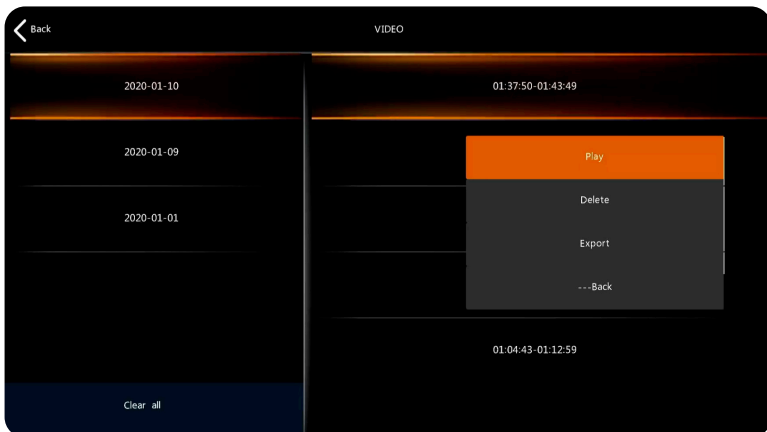 Back
VIDEO
2020-01-10
01:37:50-01:43:49
2020-01-09
2020-01-01
Play
Delete
Export
---Back
01:04:43-01:12:59
Clear all